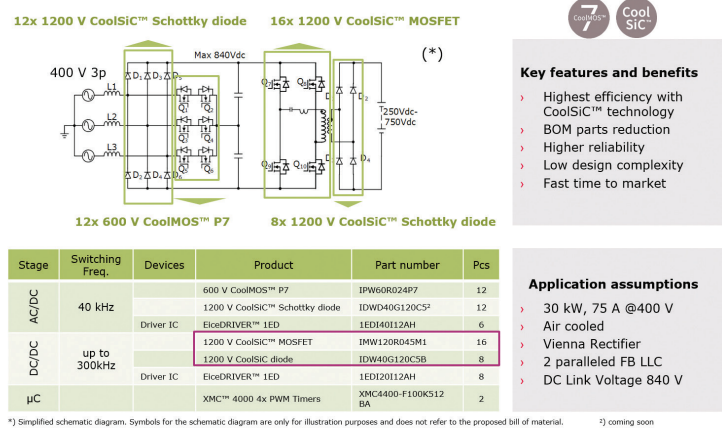 12x 1200 V CoolSiC™ Schottky diode
16x 1200 V CoolSiC™ MOSFET
CoolMOS™
7
Cool
SiC™
Max 840Vdc
(*)
400 V 3p
L1
L2
L3
D₁
D₃
D₅
D₂
D₄
D₆
Q₁
Q₂
Q₃
Q₄
Q₅
Q₆
Q₇
Q₈
Q₉
Q₁₀
D
D₂
D
D₄
250Vdc-
750Vdc
12x 600 V CoolMOS™ P7
8x 1200 V CoolSiC™ Schottky diode
Key features and benefits
› Highest efficiency with
CoolSiC™ technology
› BOM parts reduction
› Higher reliability
› Low design complexity
› Fast time to market
Stage Switching Freq. Devices Product Part number Pcs
AC/DC
40 kHz
600 V CoolMOS™ P7 IPW60R024P7 12
1200 V CoolSiC™ Schottky diode IDWD40G120C5² 12
Driver IC EiceDRIVER™ 1ED 1EDI40I12AH 6
DC/DC
up to
300kHz
1200 V CoolSiC™ MOSFET IMW120R045M1 16
1200 V CoolSiC diode IDW40G120C5B 8
Driver IC EiceDRIVER™ 1ED 1EDI20I12AH 8
µC XMC™ 4000 4x PWM Timers XMC4400-F100K512 BA 2
Application assumptions
› 30 kW, 75 A @400 V
› Air cooled
› Vienna Rectifier
› 2 paralleled FB LLC
› DC Link Voltage 840 V
*) Simplified schematic diagram. Symbols for the schematic diagram are only for illustration purposes and does not refer to the proposed bill of material.
²) coming soon